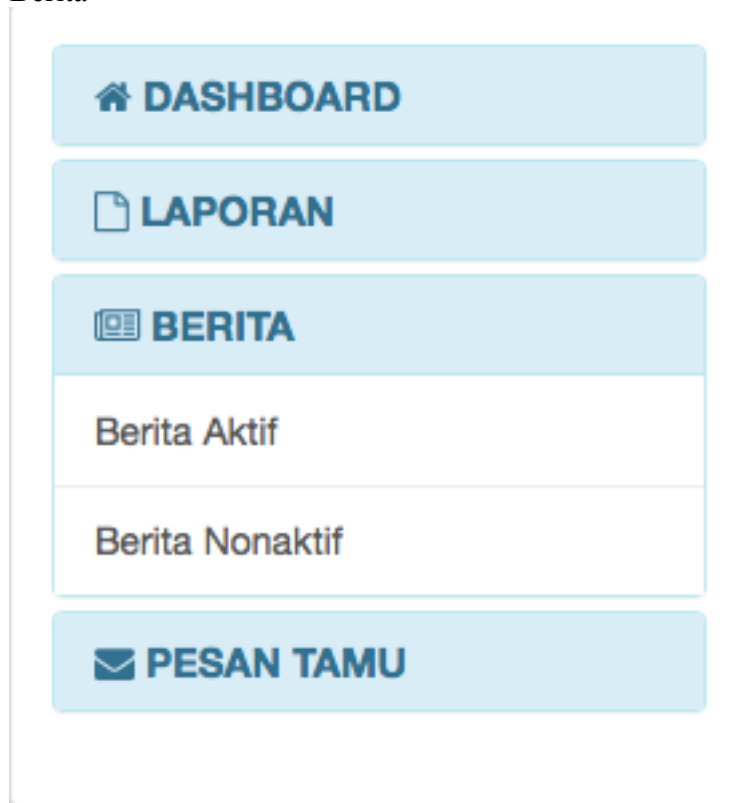 DASHBOARD
LAPORAN
BERITA
Berita Aktif
Berita Nonaktif
PESAN TAMU